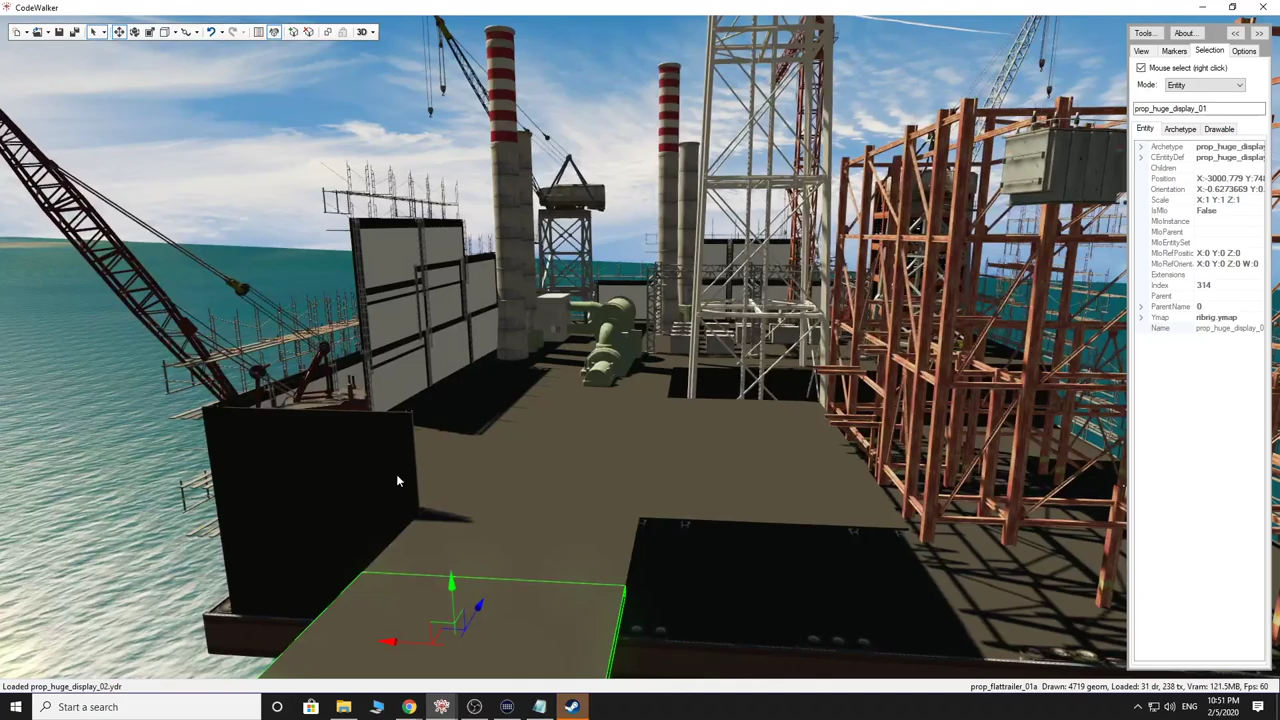 CodeWalker
3D
Tools...
About...
<<
>>
View
Markers
Selection
Options
Mouse select (right click)
Mode:
Entity
prop_huge_display_01
Entity
Archetype
Drawable
Archetype prop_huge_display
CEntityDef prop_huge_display
Children
Position X:-3000.779 Y:748
Orientation X:-0.6273669 Y:0.
Scale X:1 Y:1 Z:1
IsMlo False
MloInstance
MloParent
MloEntitySet
MloRefPositic X:0 Y:0 Z:0
MloRefOrient X:0 Y:0 Z:0 W:0
Extensions
Index 314
Parent
ParentName 0
Ymap ribrig.ymap
Name prop_huge_display_0
Loaded prop_huge_display_02.ydr
prop_flattrailer_01a Drawn: 4719 geom, Loaded: 31 dr, 238 tx, Vram: 121.5MB, Fps: 60
Start a search
ENG
10:51 PM
2/5/2020